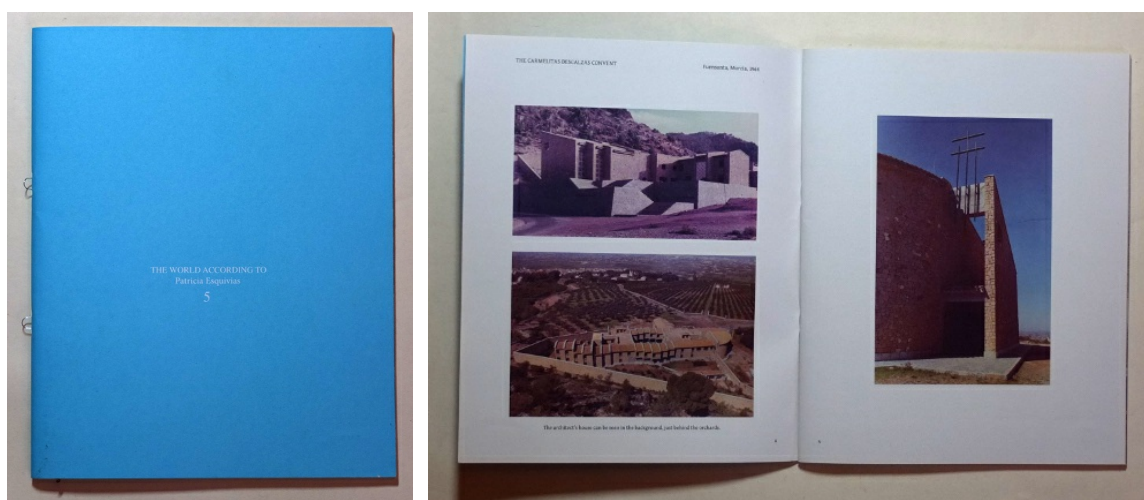 THE WORLD ACCORDING TO
Patricia Esquivias
5
THE CARMELITAS DESCALZAS CONVENT
Fuensanta, Murcia,
The architect's house can be seen in the background, just behind the orchards.